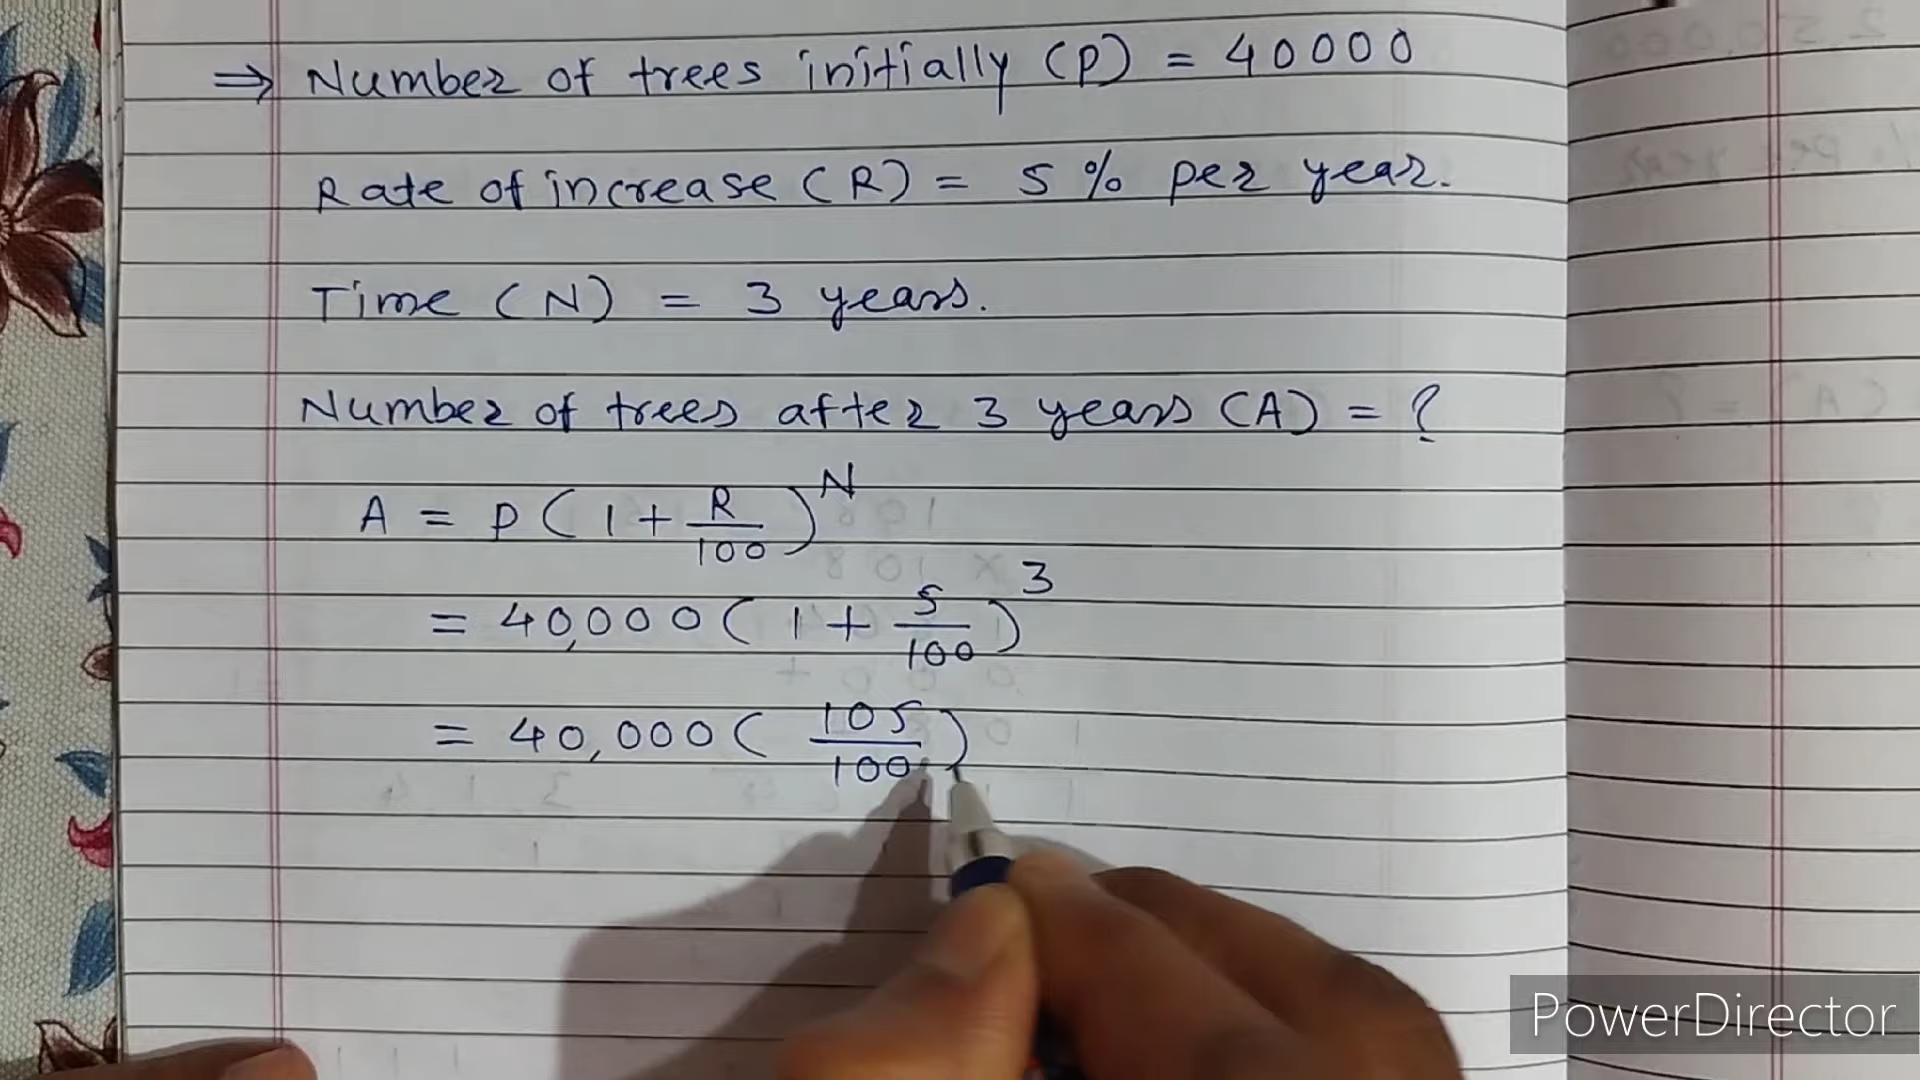 ⇒ Number of trees initially (P) = 40000
Rate of increase (R) = 5 % per year.
Time (N) = 3 years.
Number of trees after 3 years (A) = ?
A = P ( 1 + R/100 )^N
= 40,000 ( 1 + 5/100 )^3
= 40,000 ( 105/100 )
PowerDirector